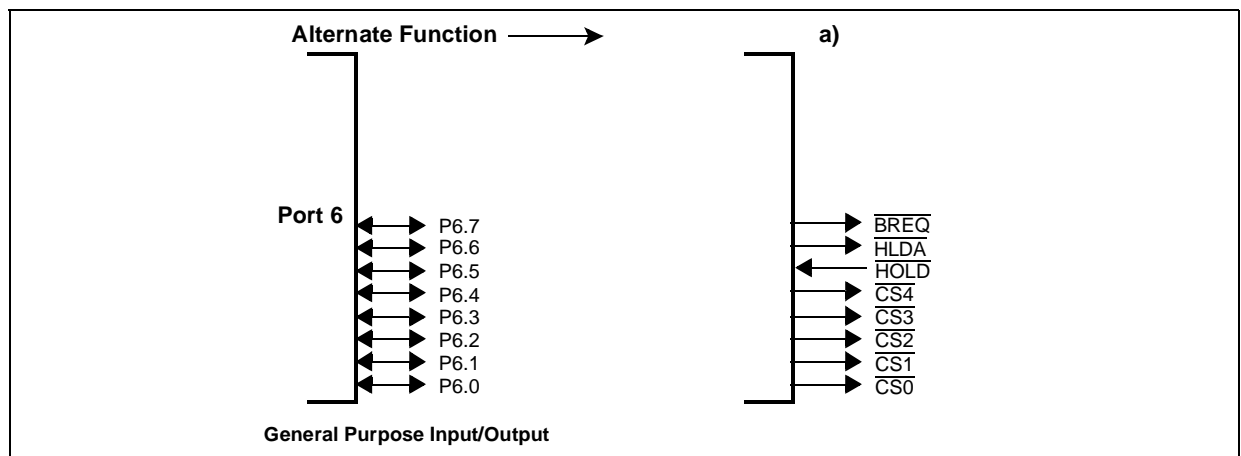 Alternate Function
a)
Port 6
P6.7
P6.6
P6.5
P6.4
P6.3
P6.2
P6.1
P6.0
General Purpose Input/Output
BREQ
HLDA
HOLD
CS4
CS3
CS2
CS1
CS0